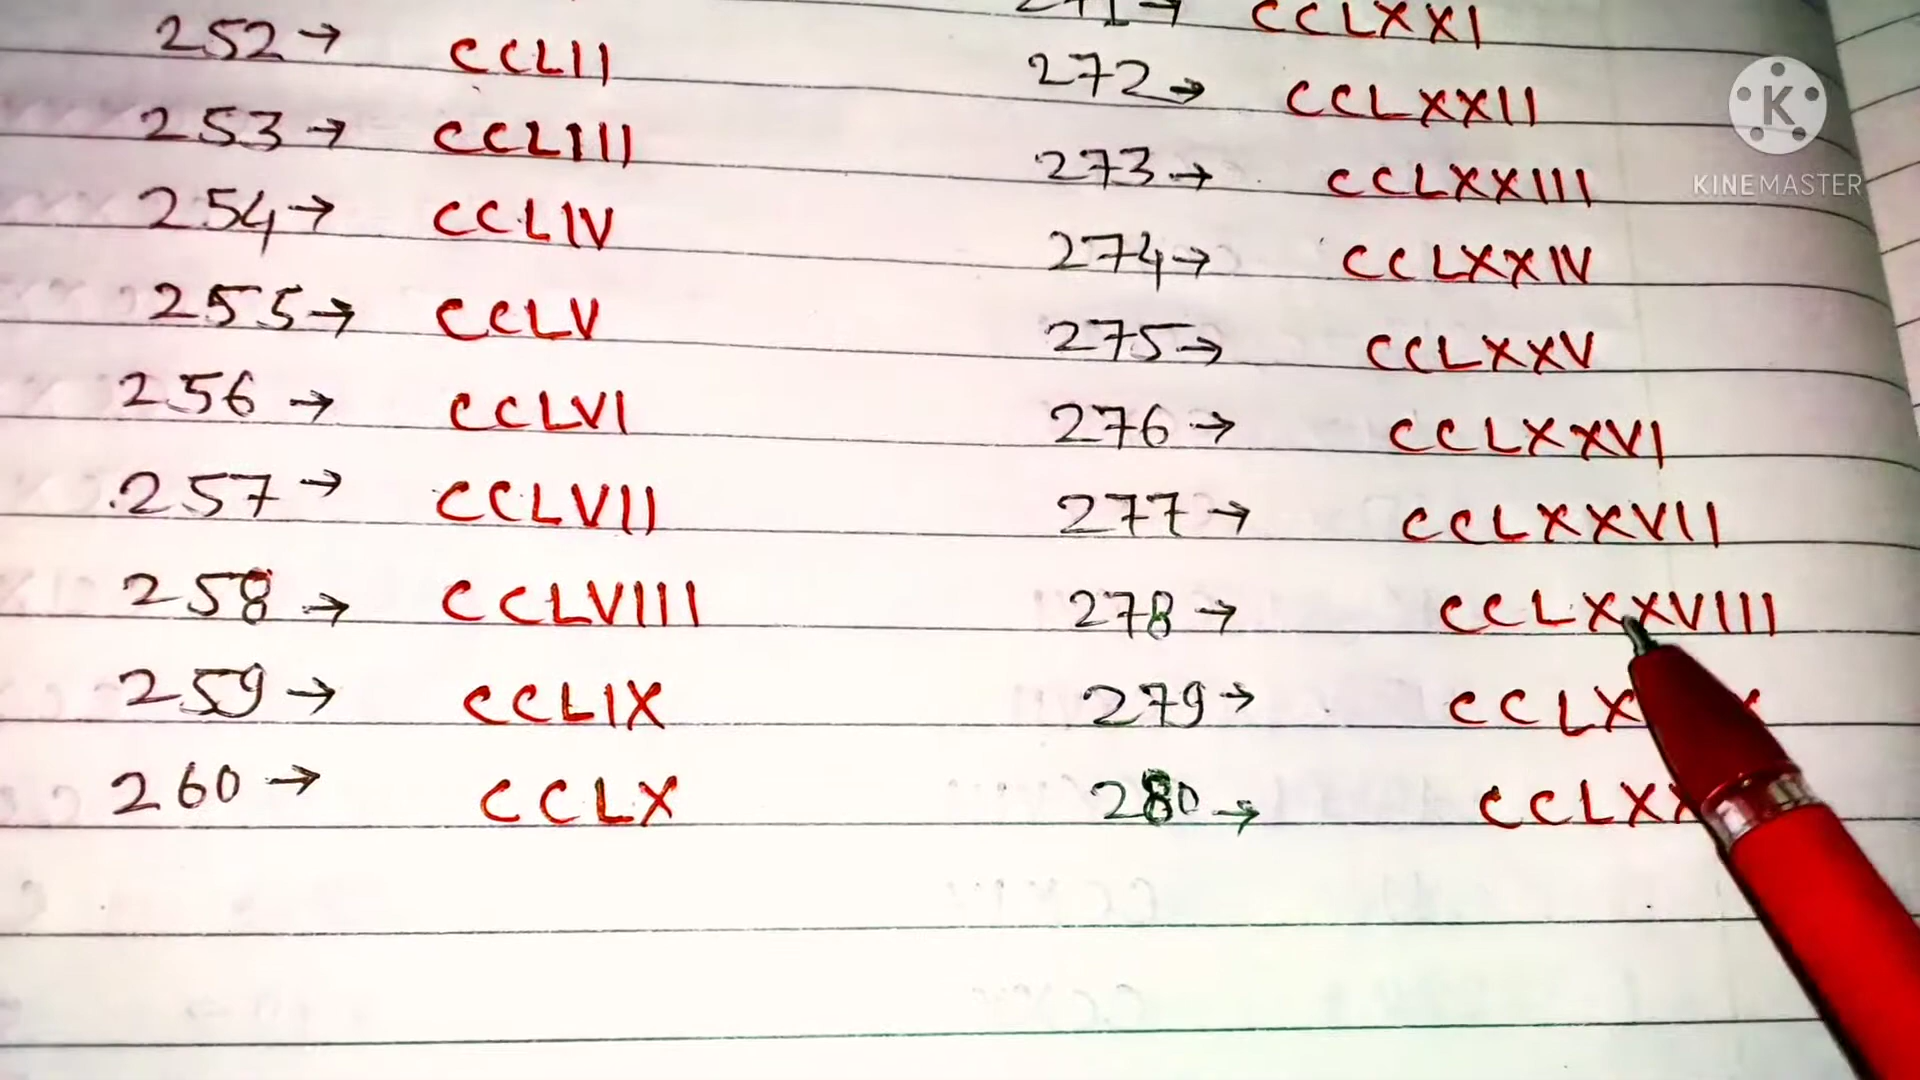 252→ CCLII
253→ CCLIII
254→ CCLIV
255→ CCLV
256→ CCLVI
257→ CCLVII
258→ CCLVIII
259→ CCLIX
260→ CCLX
271→ CCLXXI
272→ CCLXXII
273→ CCLXXIII
274→ CCLXXIV
275→ CCLXXV
276→ CCLXXVI
277→ CCLXXVII
278→ CCLXXVIII
279→
280→
K
KINEMASTER